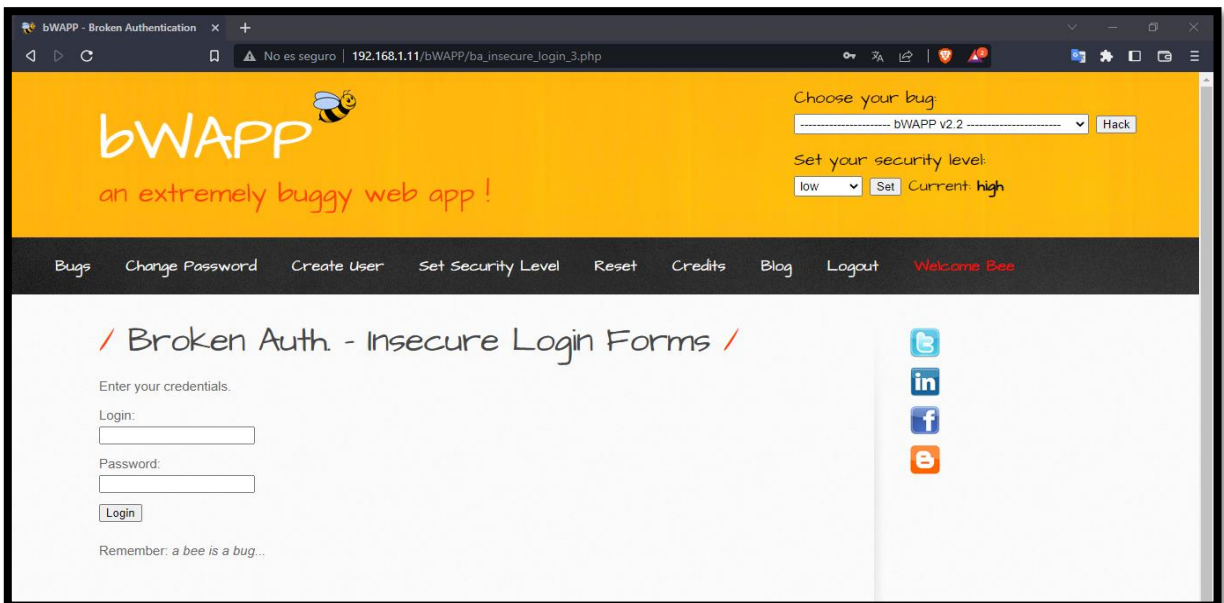 bWAPP - Broken Authentication
No es seguro 192.168.1.11/bWAPP/ba_insecure_login_3.php
bWAPP
an extremely buggy web app !
Choose your bug:
---------------------- bWAPP v2.2 -----------------------
Hack
Set your security level:
low Set Current: high
Bugs Change Password Create User Set Security Level Reset Credits Blog Logout Welcome Bee
/ Broken Auth. - Insecure Login Forms /
Enter your credentials.
Login:
Password:
Login
Remember: a bee is a bug...